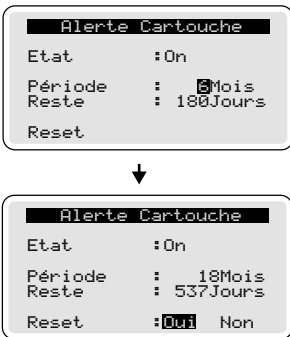 Alerte Cartouche
Etat :On
Période : 6Mois
Reste : 180Jours
Reset
Alerte Cartouche
Etat :On
Période : 18Mois
Reste : 537Jours
Reset :Oui Non